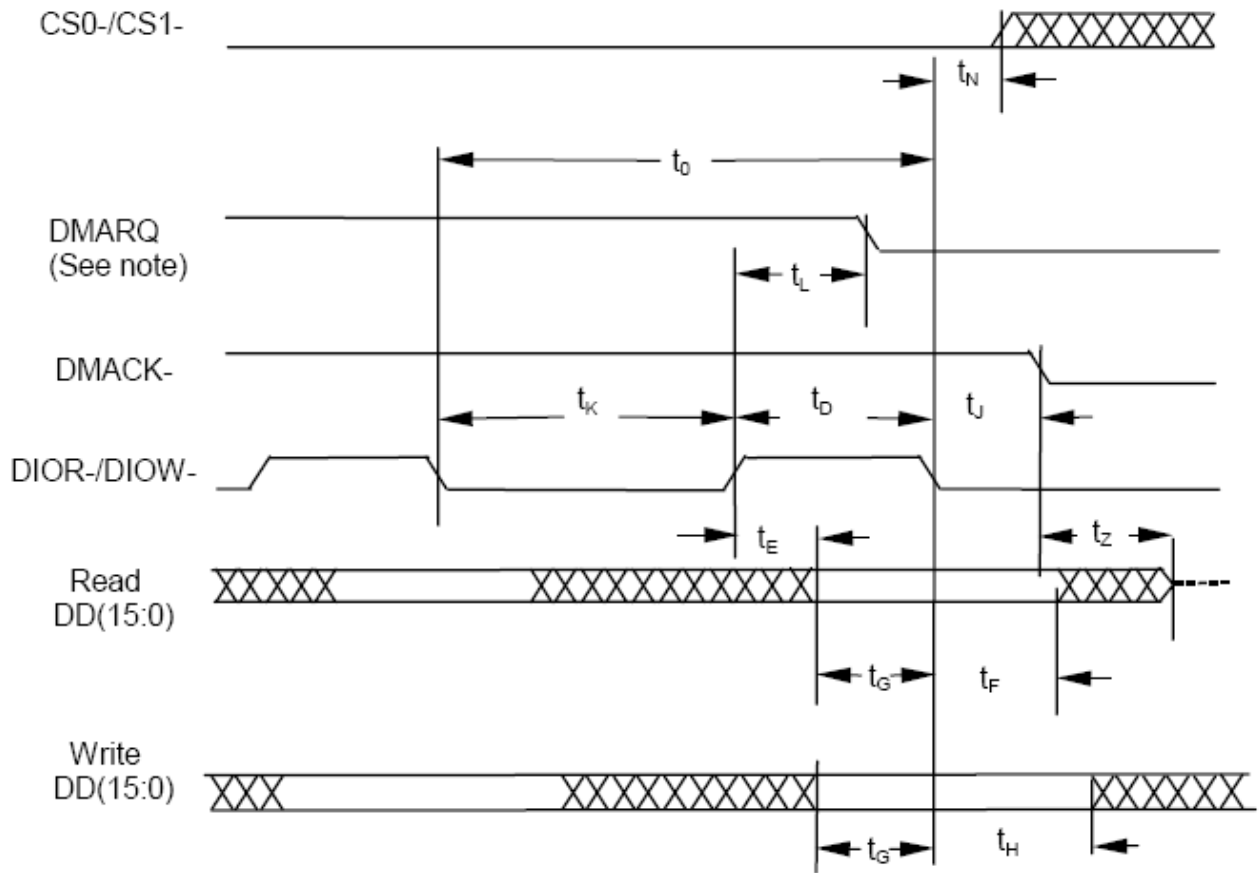 CS0-/CS1-
tN
t0
DMARQ
(See note)
tL
DMACK-
tK
tD
tJ
DIOR-/DIOW-
tE
tZ
Read
DD(15:0)
tG
tF
Write
DD(15:0)
tG
tH